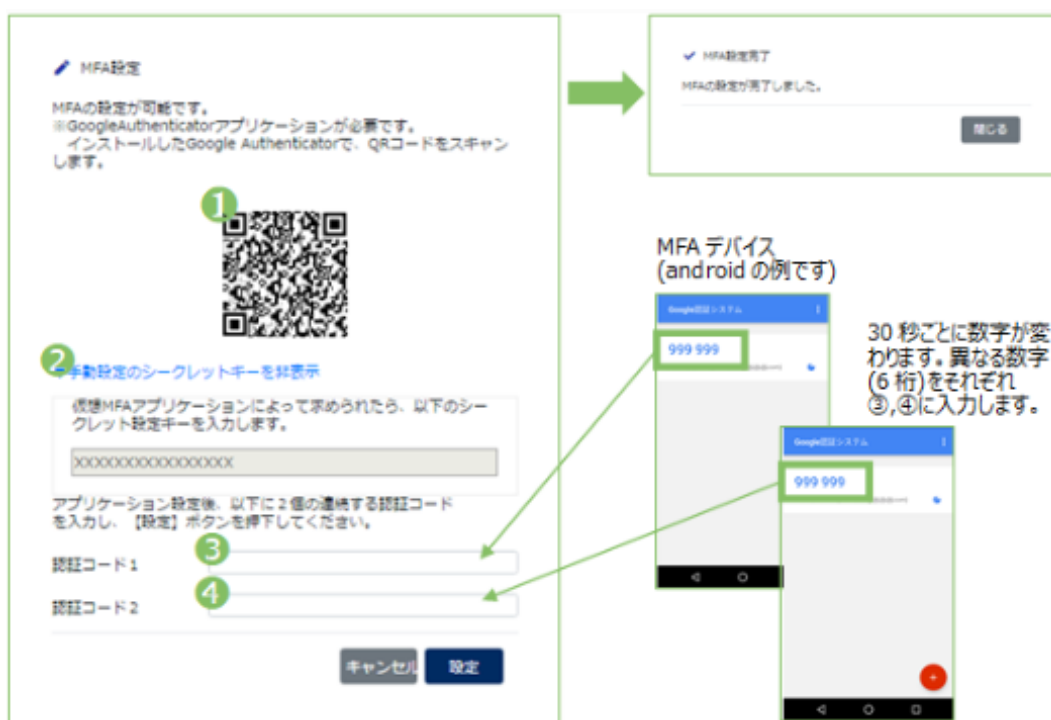 MFA設定
MFAの設定が可能です。
※GoogleAuthenticatorアプリケーションが必要です。
インストールしたGoogle Authenticatorで、QRコードをスキャン
します。
1
2
手動設定のシークレットキーを非表示
仮想MFAアプリケーションによって求められたら、以下のシー
クレット設定キーを入力します。
XXXXXXXXXXXXXXXX
アプリケーション設定後、以下に2個の連続する認証コード
を入力し、【設定】ボタンを押下してください。
3
認証コード1
4
認証コード2
キャンセル
設定
MFA設定完了
MFAの設定が完了しました。
閉じる
MFA デバイス
(android の例です)
Google認証システム
999 999
30 秒ごとに数字が変
わります。異なる数字
(6 桁)をそれぞれ
③,④に入力します。
Google認証システム
999 999